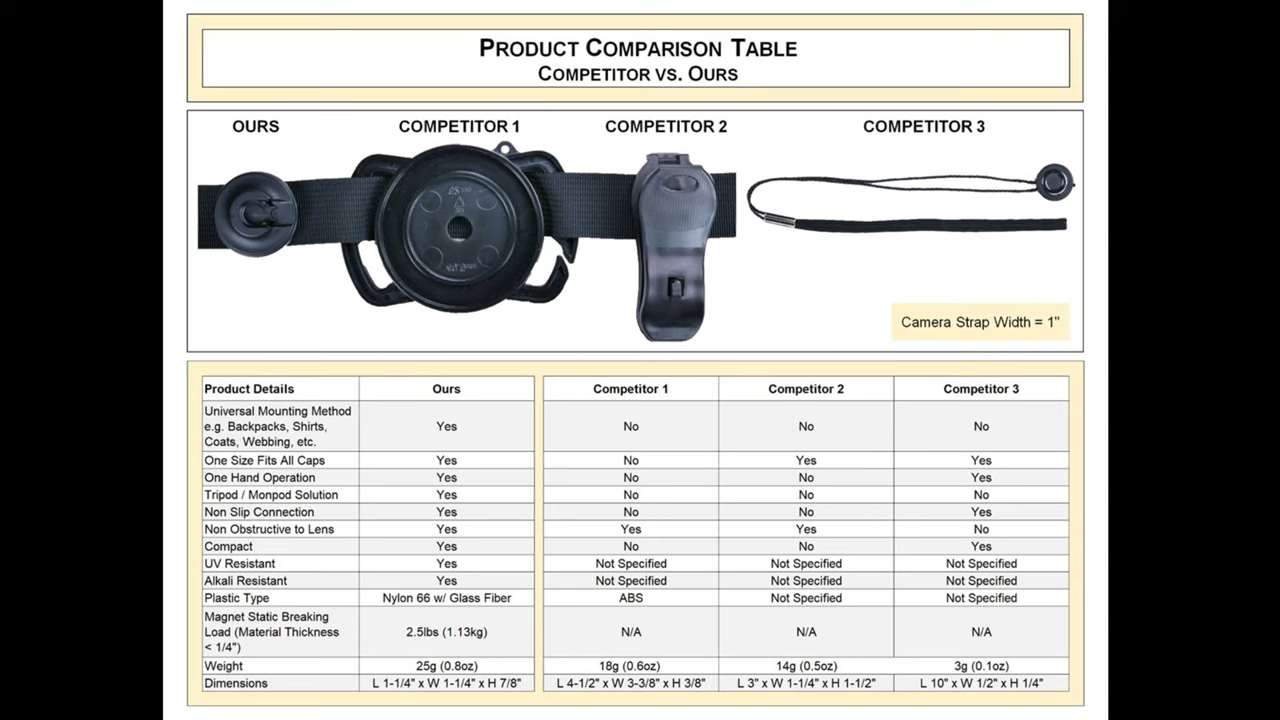 PRODUCT COMPARISON TABLE
COMPETITOR VS. OURS
OURS COMPETITOR 1 COMPETITOR 2 COMPETITOR 3
Camera Strap Width = 1"
Product Details Ours Competitor 1 Competitor 2 Competitor 3
Universal Mounting Method
e.g. Backpacks, Shirts, Yes No No No
Coats, Webbing, etc.
One Size Fits All Caps Yes No Yes Yes
One Hand Operation Yes No No Yes
Tripod / Monpod Solution Yes No No No
Non Slip Connection Yes No No Yes
Non Obstructive to Lens Yes Yes Yes No
Compact Yes No No Yes
UV Resistant Yes Not Specified Not Specified Not Specified
Alkali Resistant Yes Not Specified Not Specified Not Specified
Plastic Type Nylon 66 w/ Glass Fiber ABS Not Specified Not Specified
Magnet Static Breaking
Load (Material Thickness 2.5lbs (1.13kg) N/A N/A N/A
< 1/4")
Weight 25g (0.8oz) 18g (0.6oz) 14g (0.5oz) 3g (0.1oz)
Dimensions L 1-1/4" x W 1-1/4" x H 7/8" L 4-1/2" x W 3-3/8" x H 3/8" L 3" x W 1-1/4" x H 1-1/2" L 10" x W 1/2" x H 1/4"